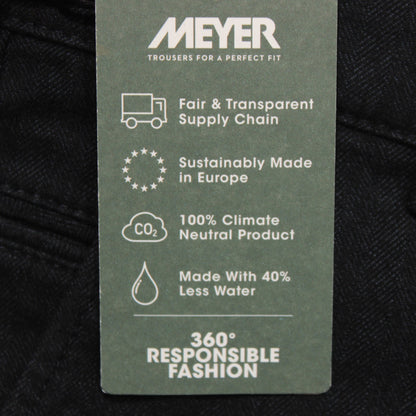 MEYER
TROUSERS FOR A PERFECT FIT
Fair & Transparent
Supply Chain
Sustainably Made
in Europe
CO2
100% Climate
Neutral Product
Made With 40%
Less Water
360°
RESPONSIBLE
FASHION